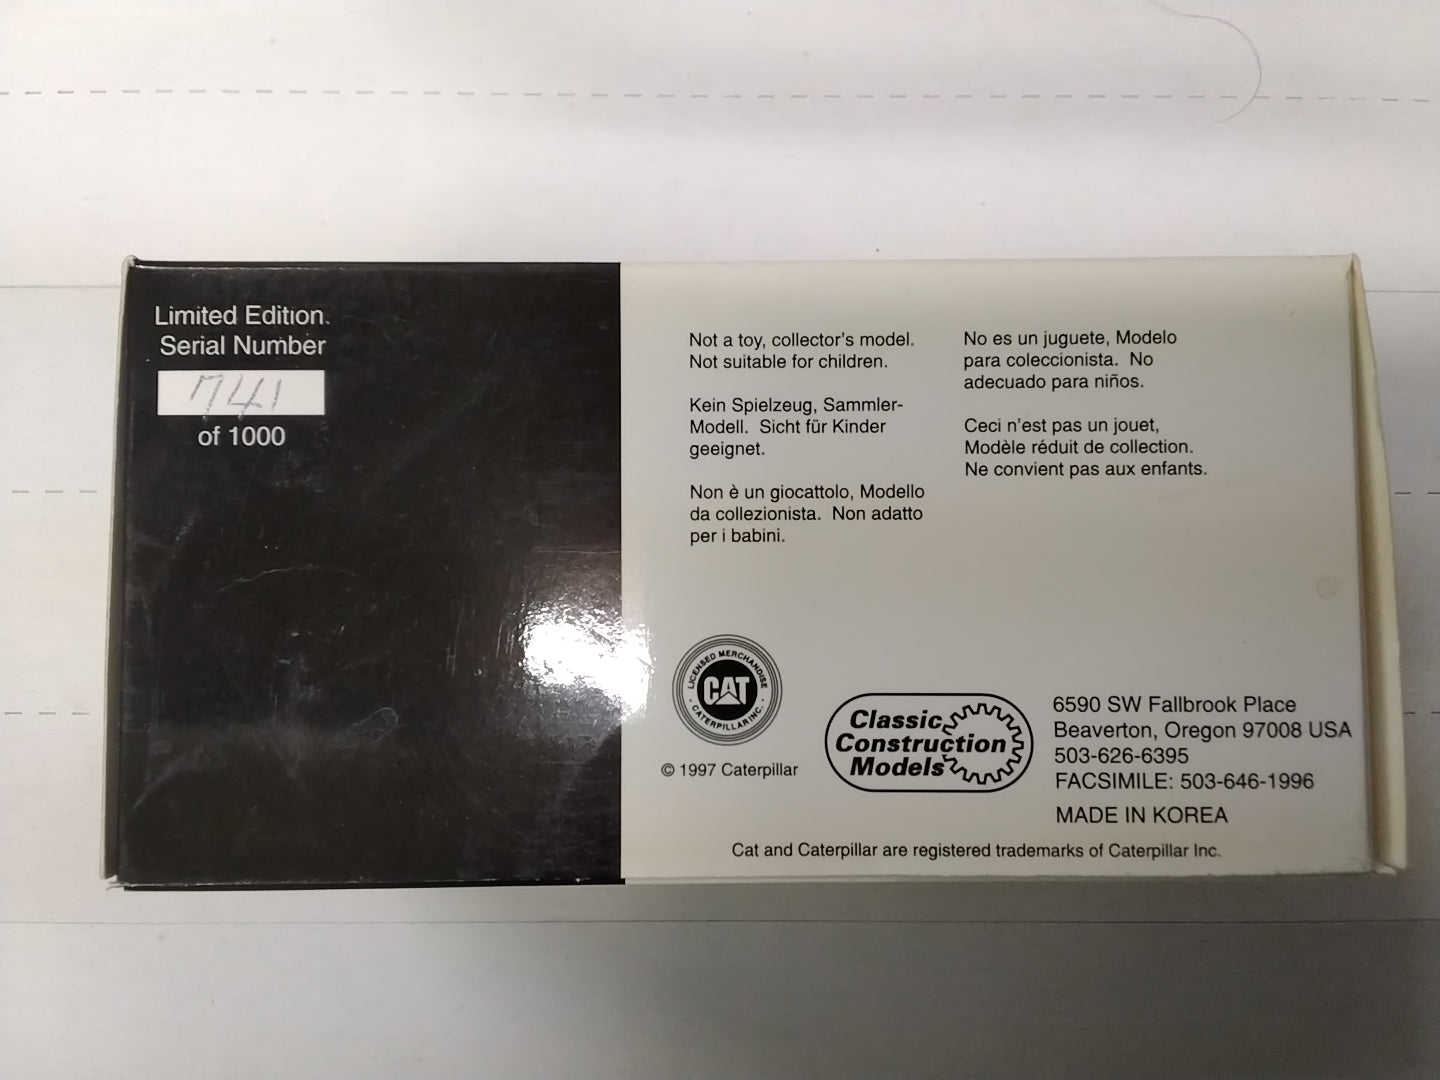 Limited Edition.
Serial Number
741
of 1000
Not a toy, collector's model.
Not suitable for children.
Kein Spielzeug, Sammler-
Modell. Sicht für Kinder
geeignet.
Non è un giocattolo, Modello
da collezionista. Non adatto
per i babini.
No es un juguete, Modelo
para coleccionista. No
adecuado para niños.
Ceci n'est pas un jouet,
Modèle réduit de collection.
Ne convient pas aux enfants.
LICENSED MERCHANDISE
CAT
CATERPILLAR INC.
© 1997 Caterpillar
Classic
Construction
Models
6590 SW Fallbrook Place
Beaverton, Oregon 97008 USA
503-626-6395
FACSIMILE: 503-646-1996
MADE IN KOREA
Cat and Caterpillar are registered trademarks of Caterpillar Inc.